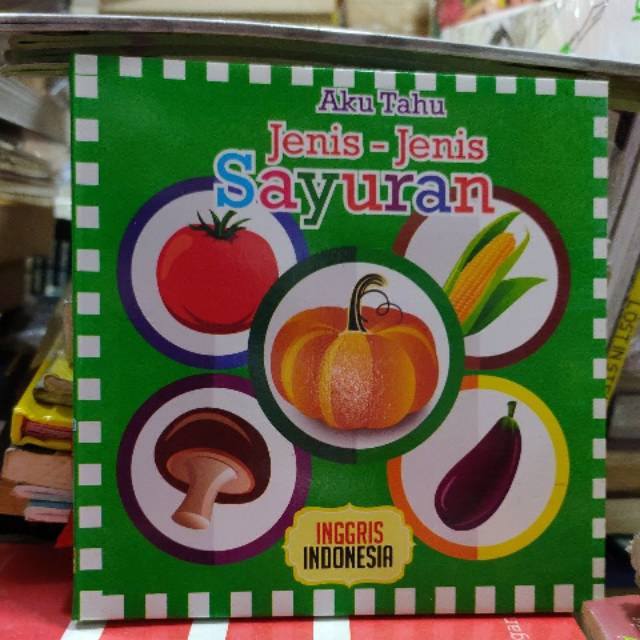 Aku Tahu
Jenis - Jenis
Sayuran
INGGRIS
INDONESIA